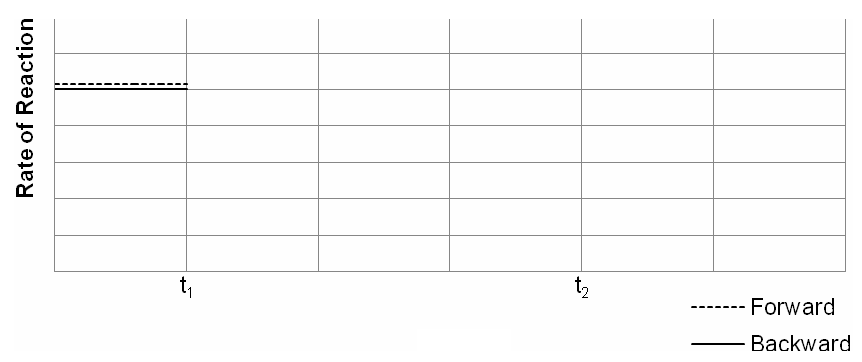 Rate of Reaction
t₁
t₂
Forward
Backward